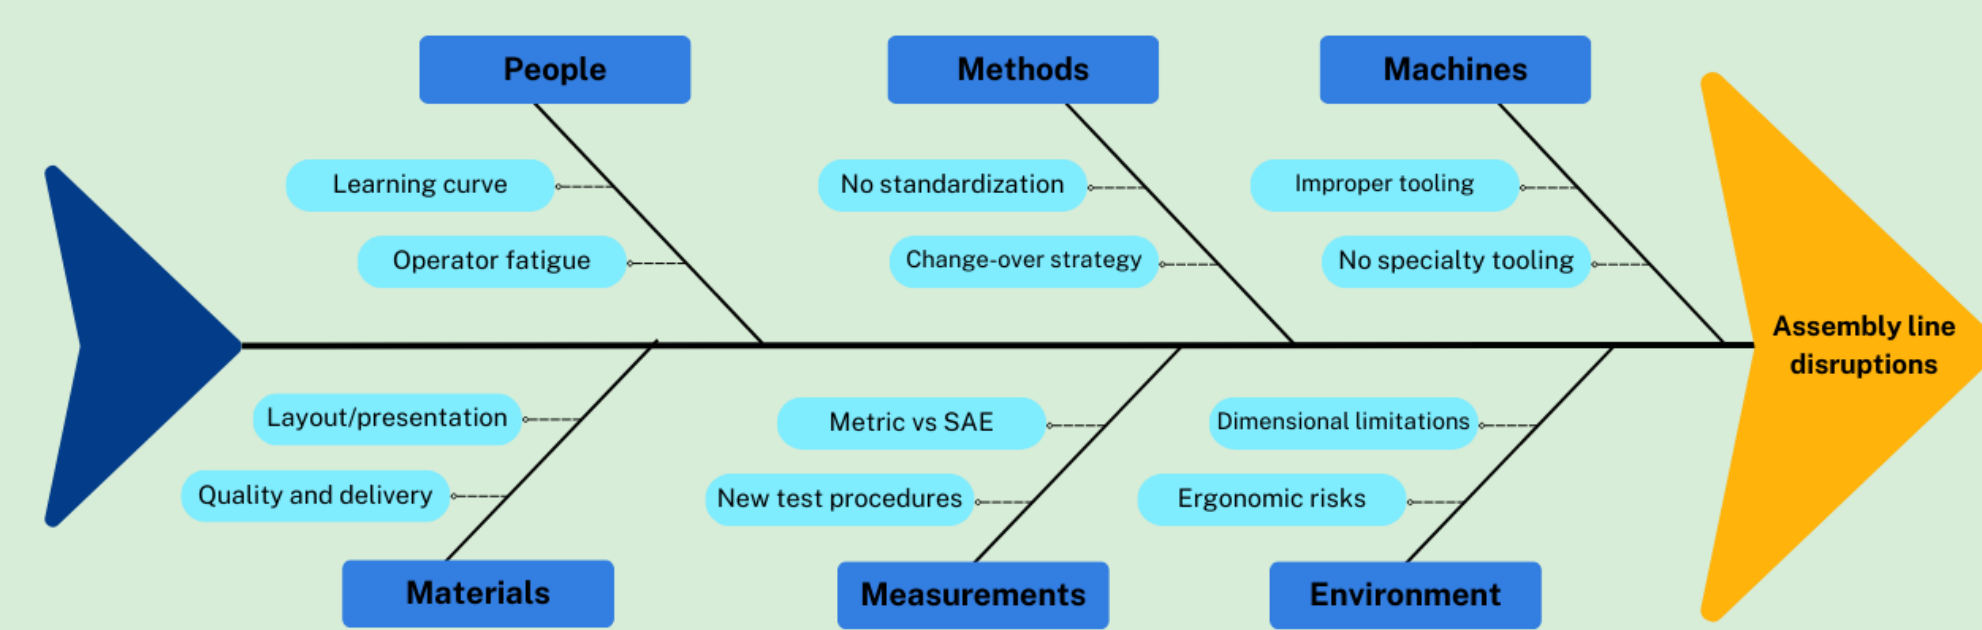 People
Methods
Machines
Learning curve
No standardization
Improper tooling
Operator fatigue
Change-over strategy
No specialty tooling
Assembly line
disruptions
Layout/presentation
Metric vs SAE
Dimensional limitations
Quality and delivery
New test procedures
Ergonomic risks
Materials
Measurements
Environment